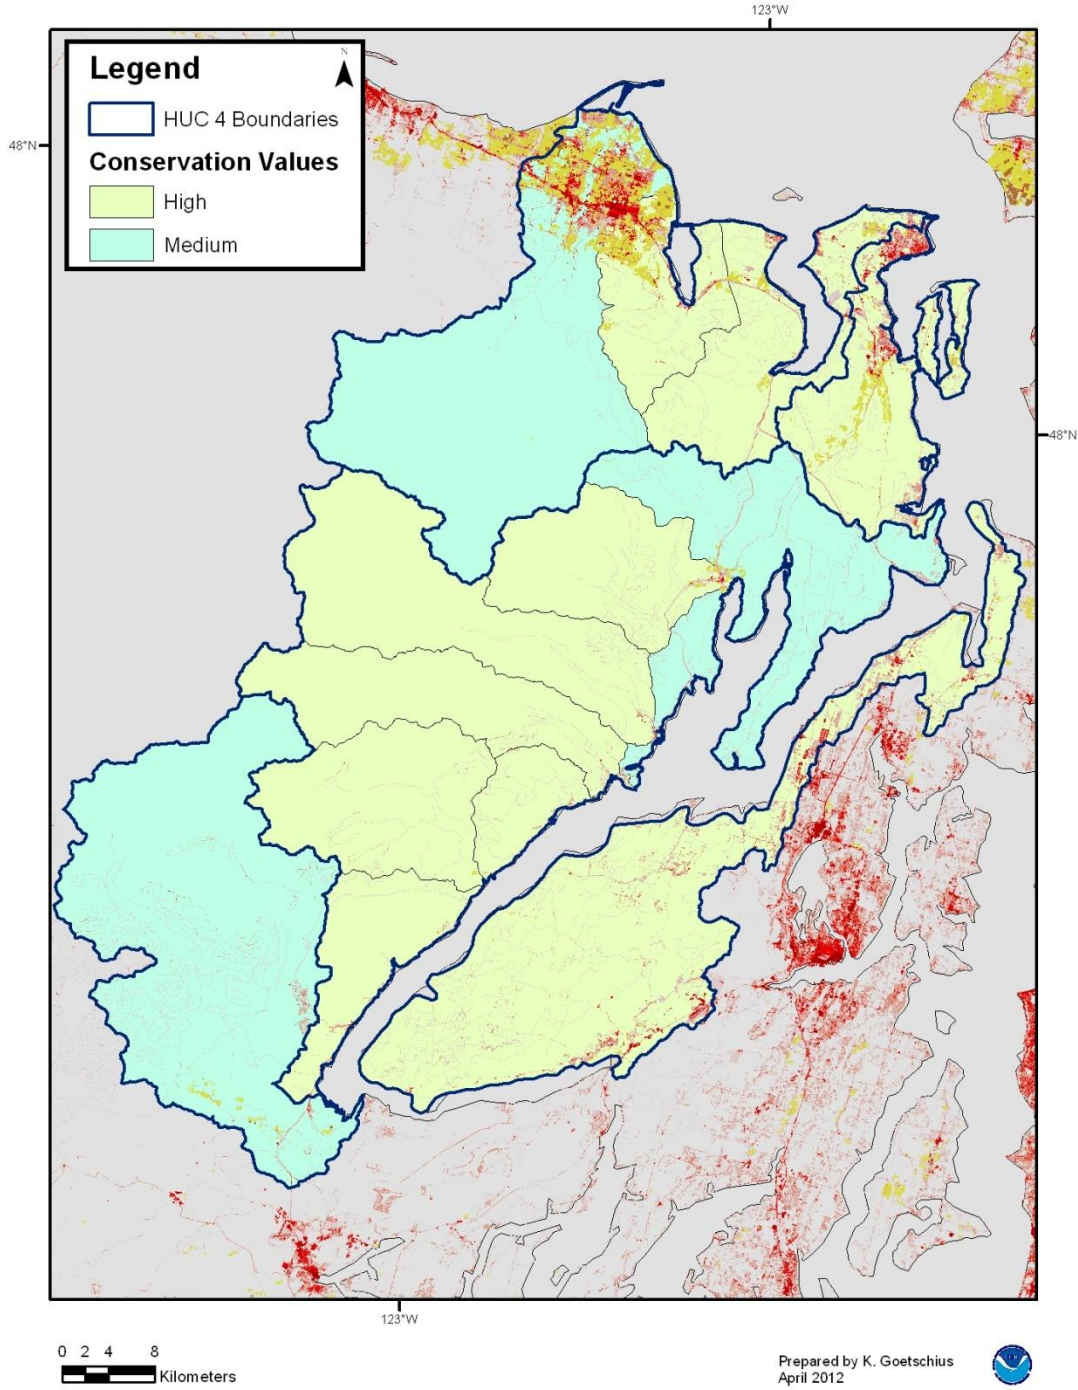 123°W
Legend
N
HUC 4 Boundaries
Conservation Values
High
Medium
48°N
48°N
123°W
0 2 4 8
Kilometers
Prepared by K. Goetschius
April 2012